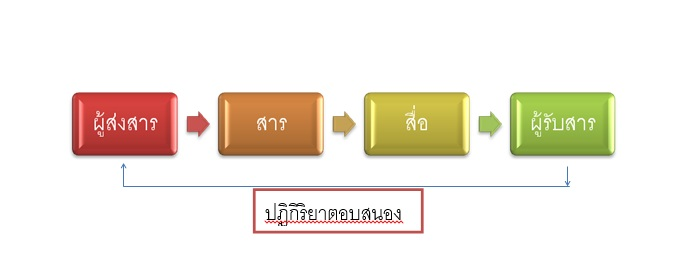 ผู้ส่งสาร
สาร
สื่อ
ผู้รับสาร
ปฏิกิริยาตอบสนอง